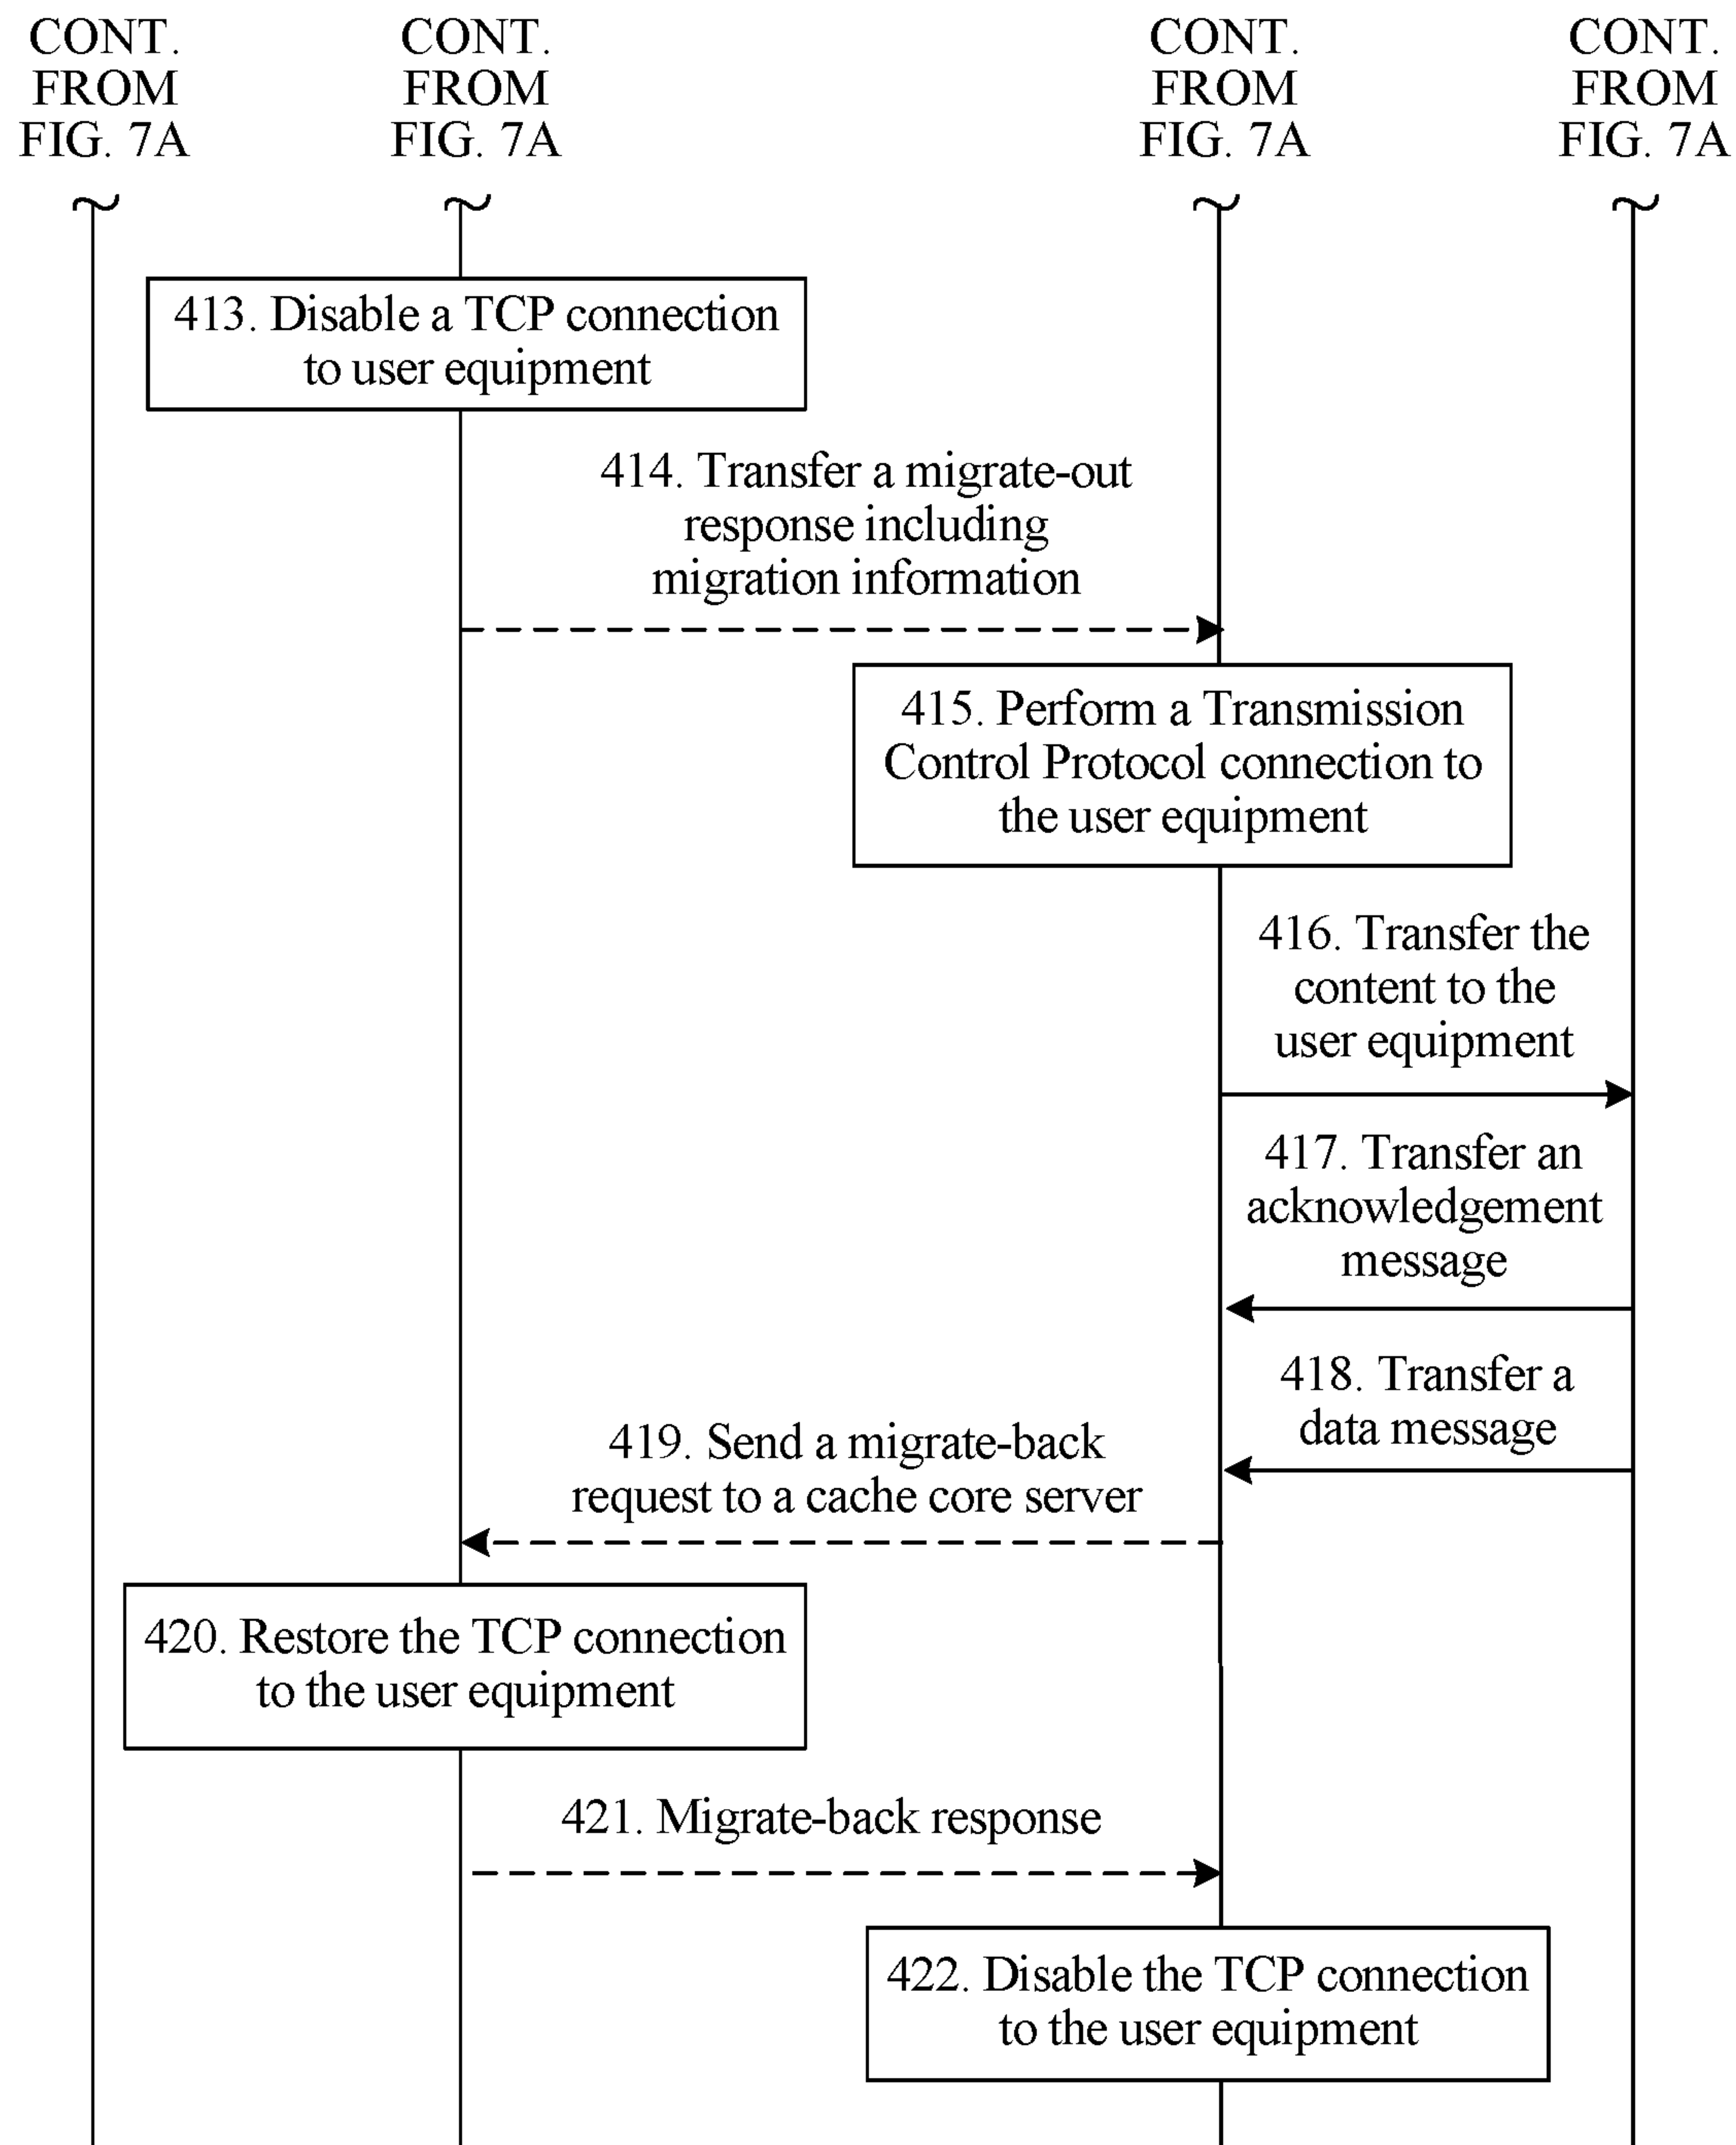 CONT.
FROM
FIG. 7A
CONT.
FROM
FIG. 7A
CONT.
FROM
FIG. 7A
CONT.
FROM
FIG. 7A
413. Disable a TCP connection
to user equipment
414. Transfer a migrate-out
response including
migration information
415. Perform a Transmission
Control Protocol connection to
the user equipment
416. Transfer the
content to the
user equipment
417. Transfer an
acknowledgement
message
418. Transfer a
data message
419. Send a migrate-back
request to a cache core server
420. Restore the TCP connection
to the user equipment
421. Migrate-back response
422. Disable the TCP connection
to the user equipment